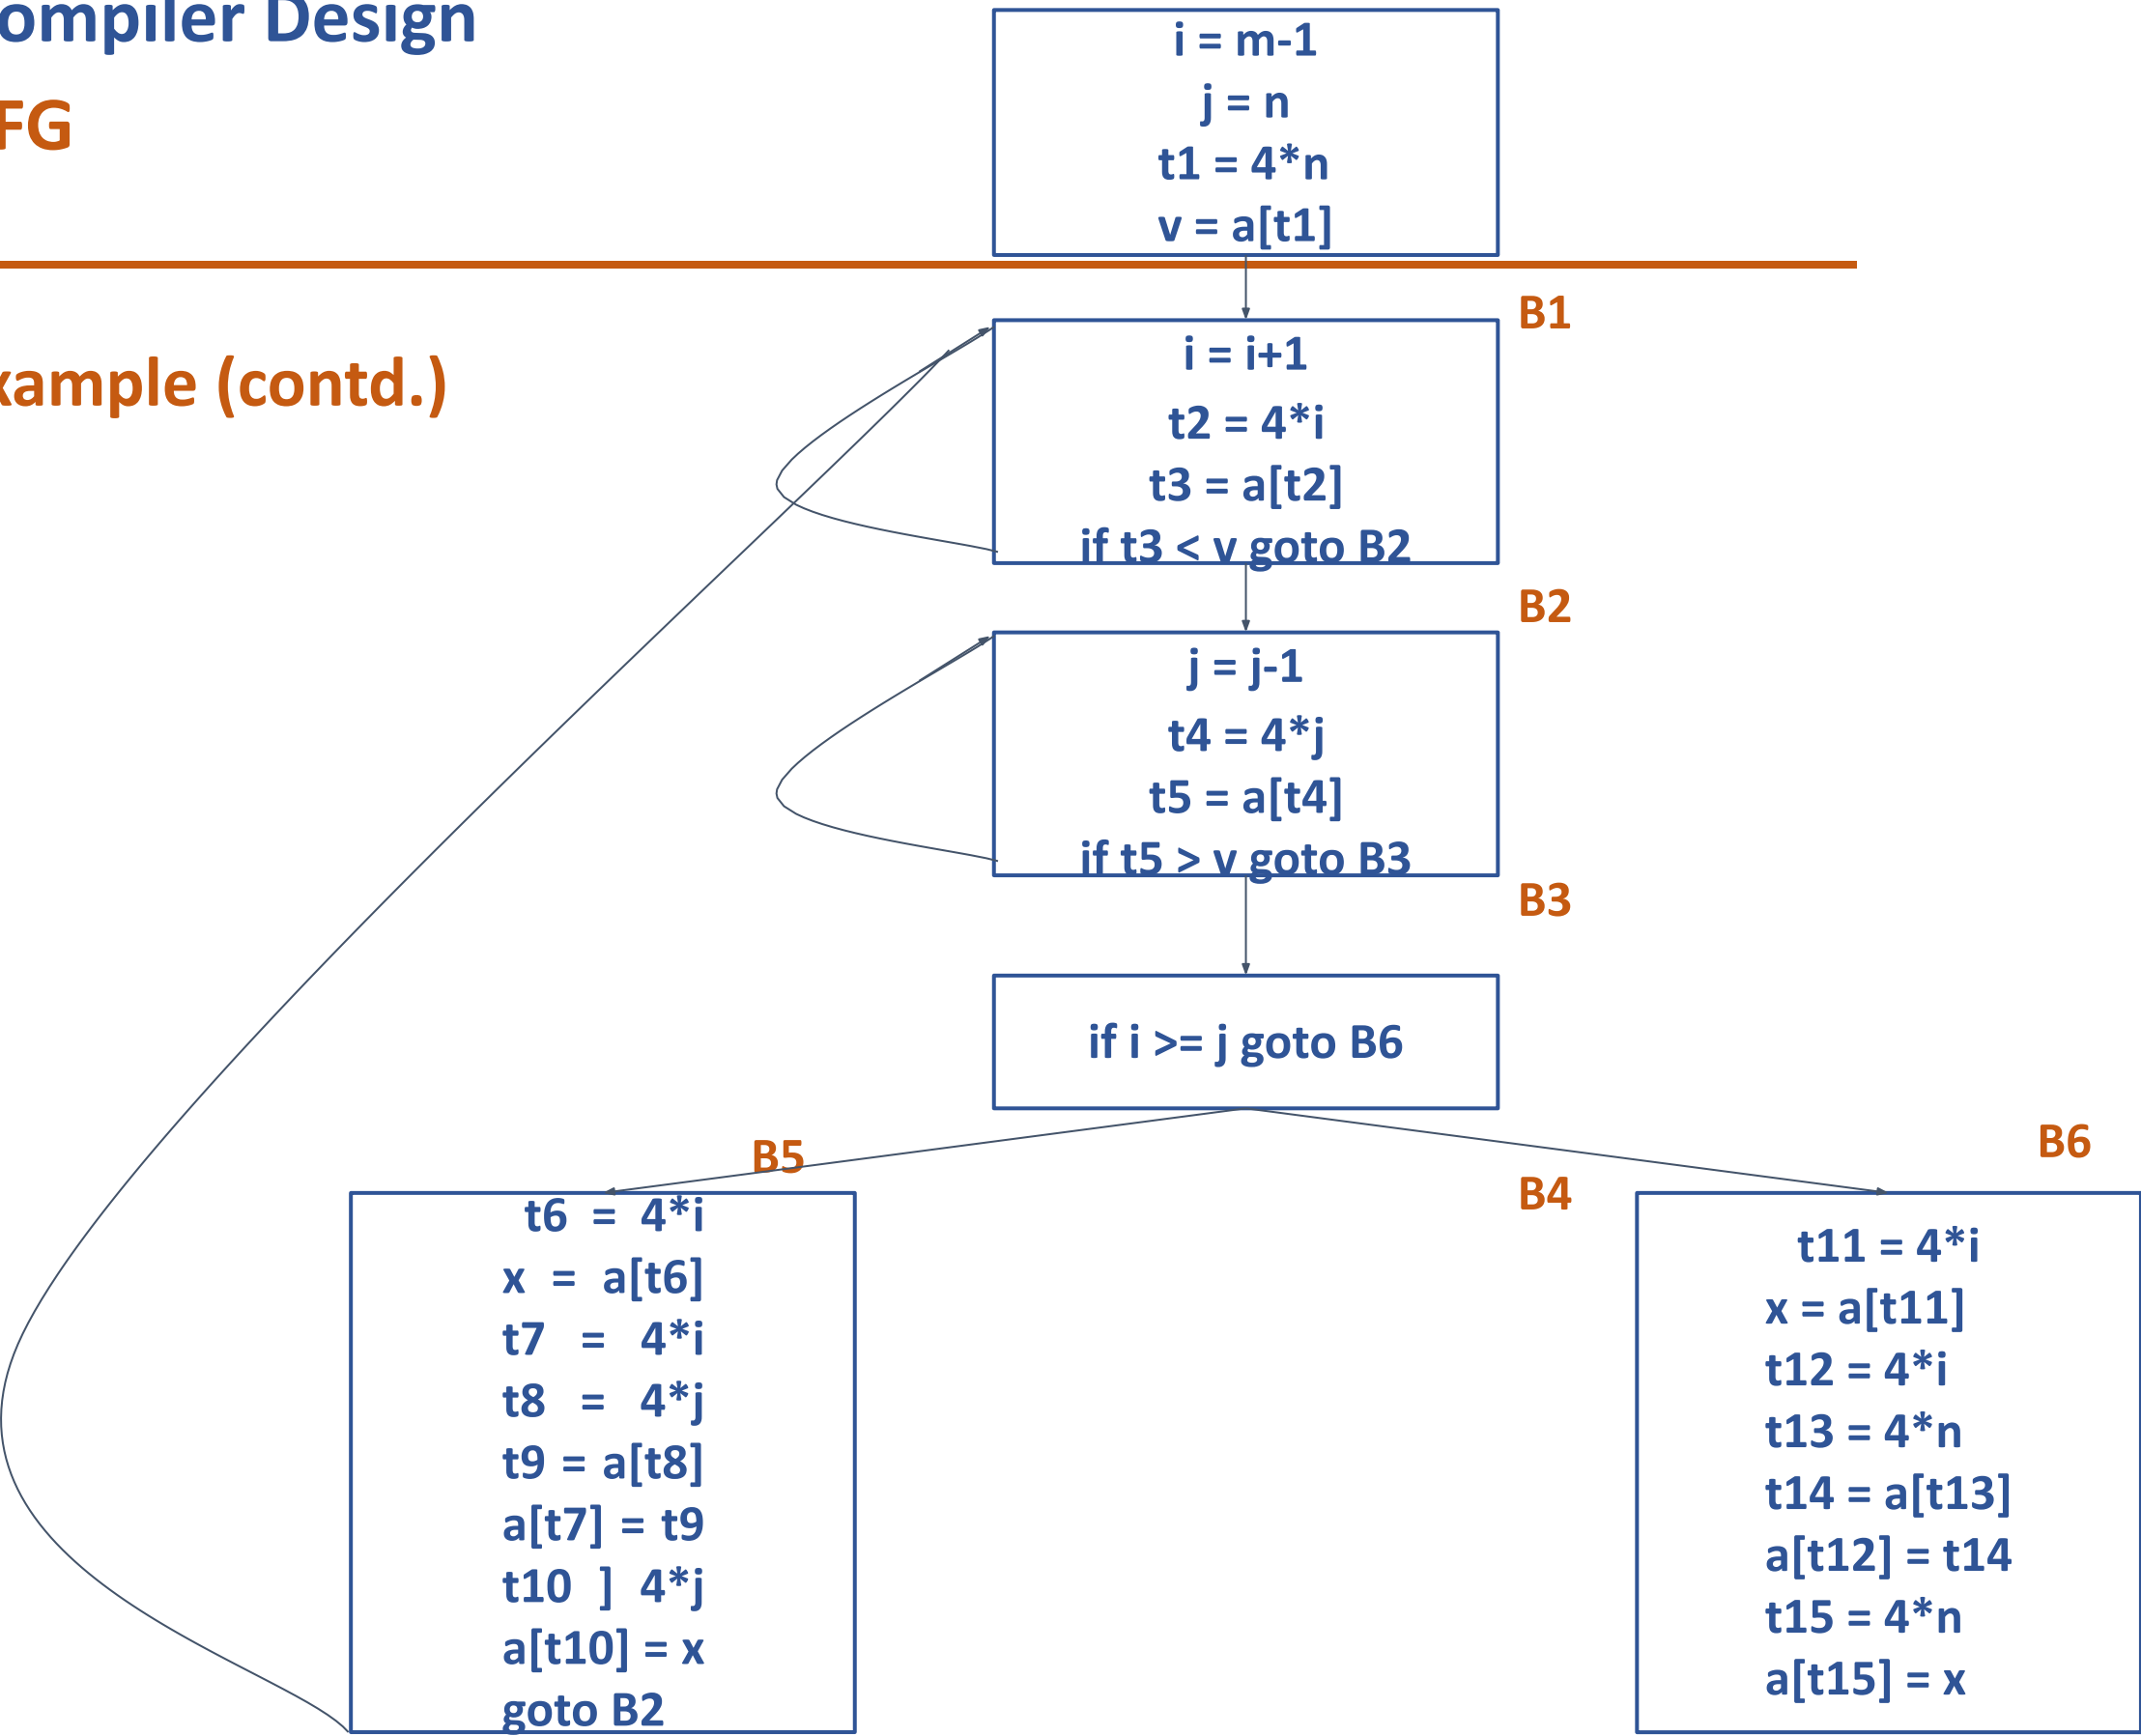 ompiler Design
FG
ample (contd.)
i = m-1
j = n
t1 = 4*n
v = a[t1]
B1
i = i+1
t2 = 4*i
t3 = a[t2]
if t3 < v goto B2
B2
j = j-1
t4 = 4*j
t5 = a[t4]
if t5 > v goto B3
B3
if i >= j goto B6
B4
B5
t6 = 4*i
x = a[t6]
t7 = 4*i
t8 = 4*j
t9 = a[t8]
a[t7] = t9
t10 ] 4*j
a[t10] = x
goto B2
B6
t11 = 4*i
x = a[t11]
t12 = 4*i
t13 = 4*n
t14 = a[t13]
a[t12] = t14
t15 = 4*n
a[t15] = x